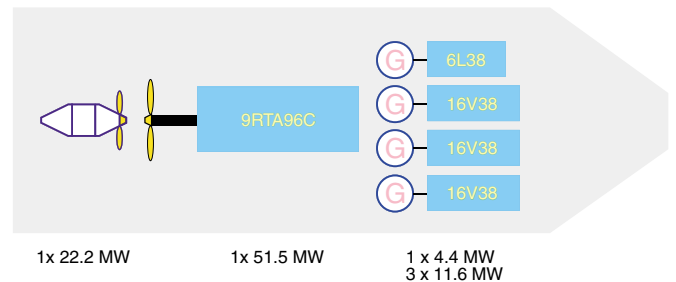 G 6L38
G 16V38
9RTA96C
G 16V38
G 16V38
1x 22.2 MW 1x 51.5 MW 1 x 4.4 MW
3 x 11.6 MW